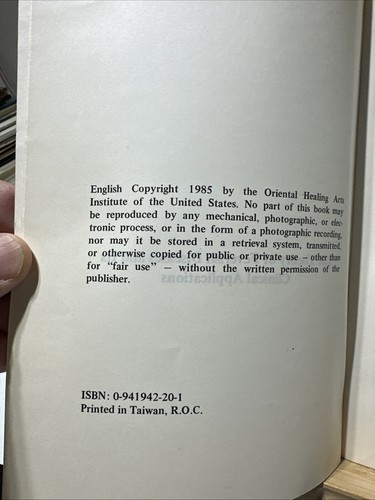 English Copyright 1985 by the Oriental Healing Arts
Institute of the United States. No part of this book may
be reproduced by any mechanical, photographic, or elec-
tronic process, or in the form of a photographic recording,
nor may it be stored in a retrieval system, transmitted,
or otherwise copied for public or private use – other than
for "fair use" – without the written permission of the
publisher.
Clinical Applications
ISBN: 0-941942-20-1
Printed in Taiwan, R.O.C.